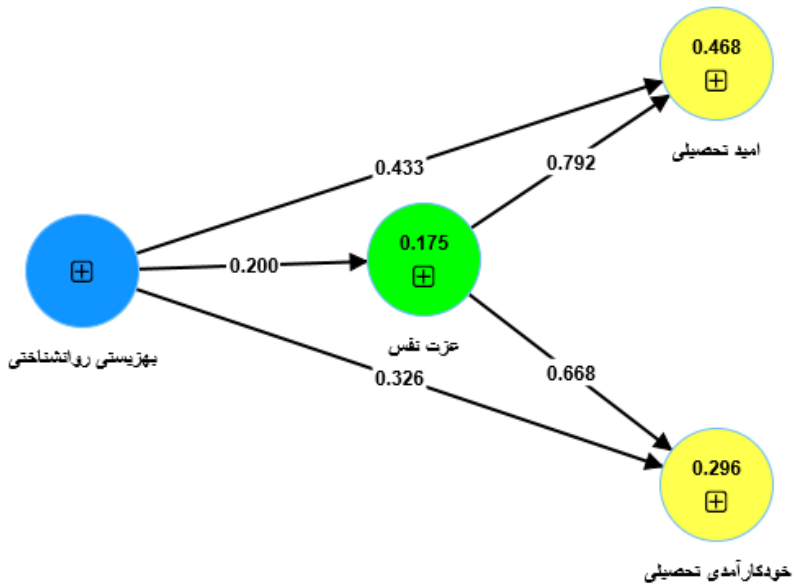 0.468
امید تحصیلی
0.433
0.792
0.175
0.200
عزت نفس
بهزیستی روانشناختی
0.326
0.668
0.296
خودکارآمدی تحصیلی